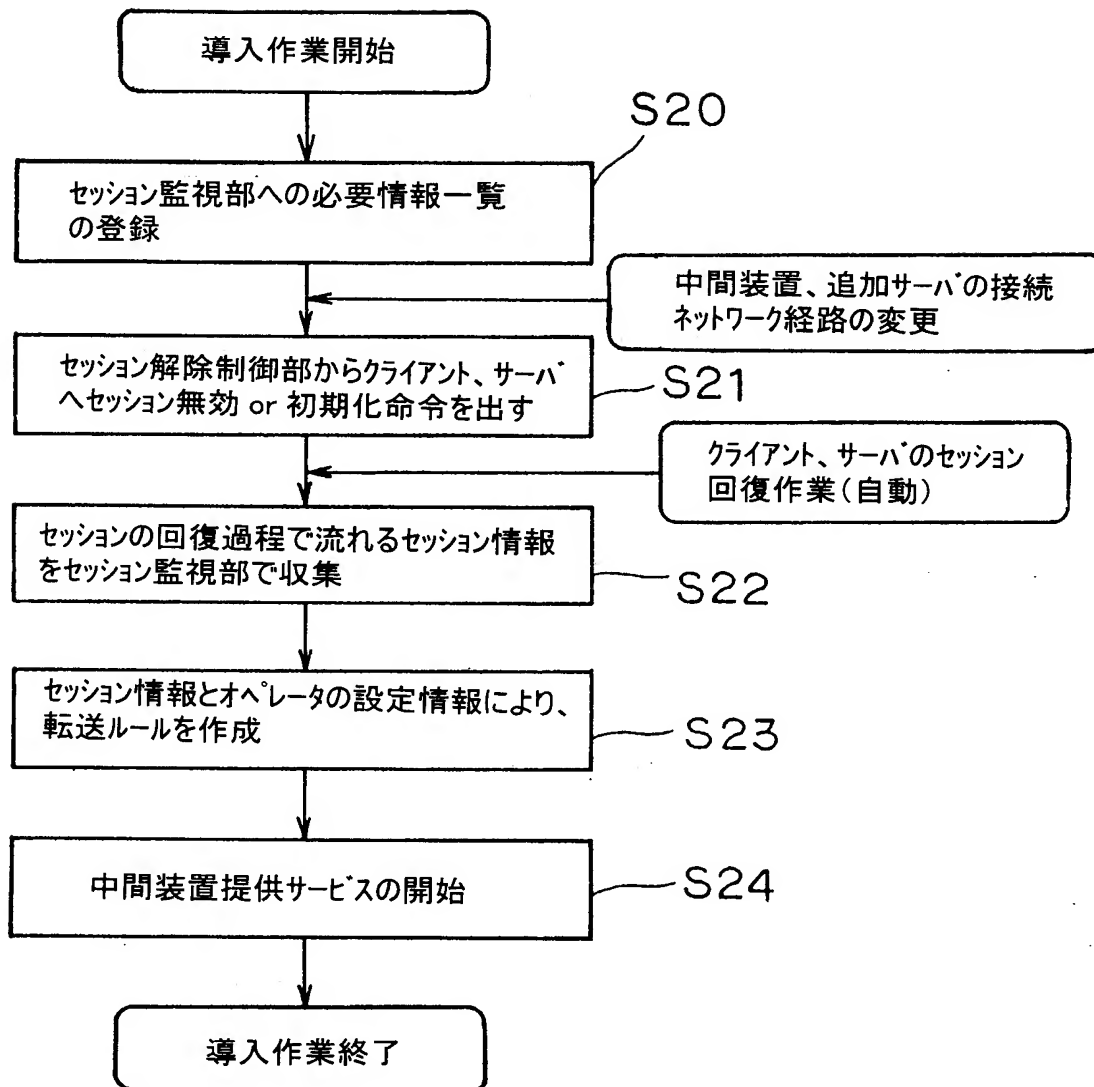 導入作業開始
S20
セッション監視部への必要情報一覧
の登録
中間装置、追加サーバの接続
ネットワーク経路の変更
セッション解除制御部からクライアント、サーバ
へセッション無効 or 初期化命令を出す
S21
クライアント、サーバのセッション
回復作業(自動)
セッションの回復過程で流れるセッション情報
をセッション監視部で収集
S22
セッション情報とオペレータの設定情報により、
転送ルールを作成
S23
中間装置提供サービスの開始
S24
導入作業終了